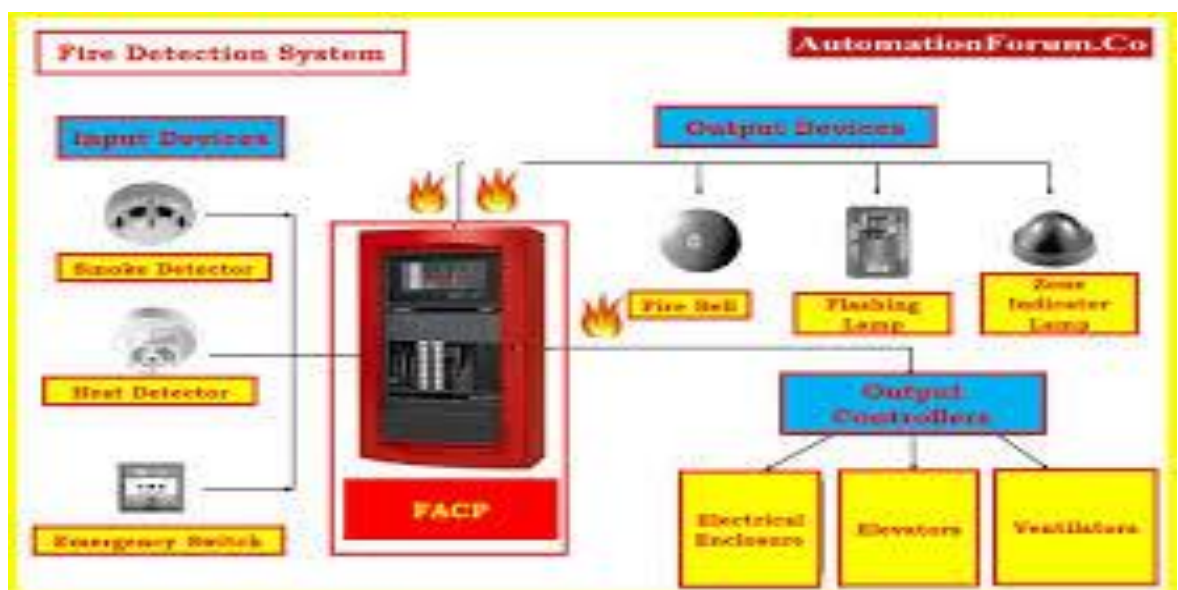 Fire Detection System
AutomationForum.Co
Input Devices
Output Devices
Smoke Detector
Fire Bell
Flashing
Lamp
Zone
Indicator
Lamp
Heat Detector
Output
Controllers
FACP
Emergency Switch
Electrical
Enclosure
Elevators
Ventilators